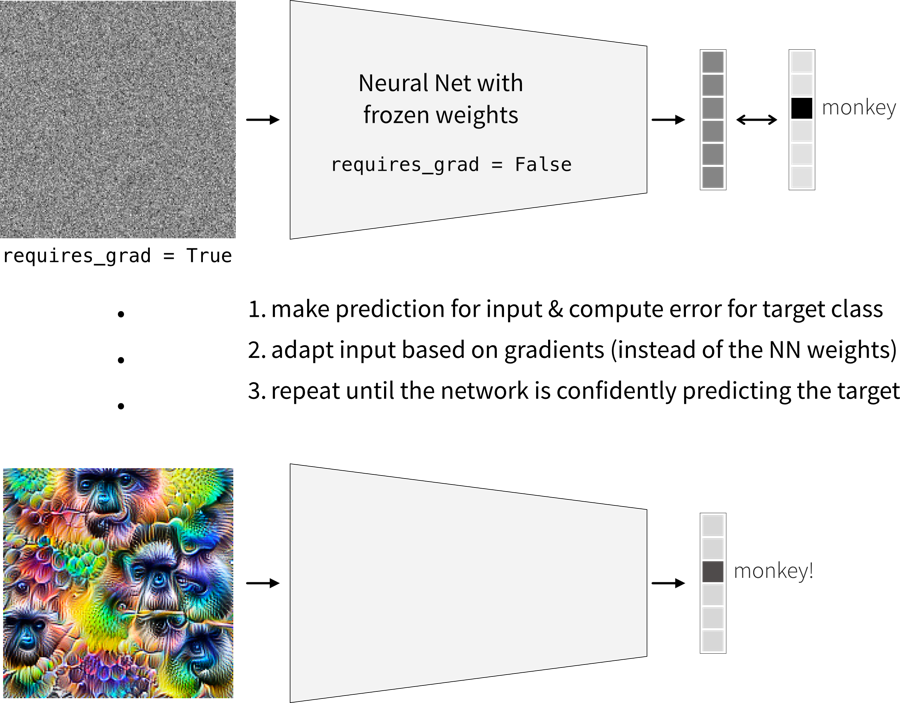 Neural Net with
frozen weights
requires_grad = False
monkey
requires_grad = True
1. make prediction for input & compute error for target class
2. adapt input based on gradients (instead of the NN weights)
3. repeat until the network is confidently predicting the target
monkey!